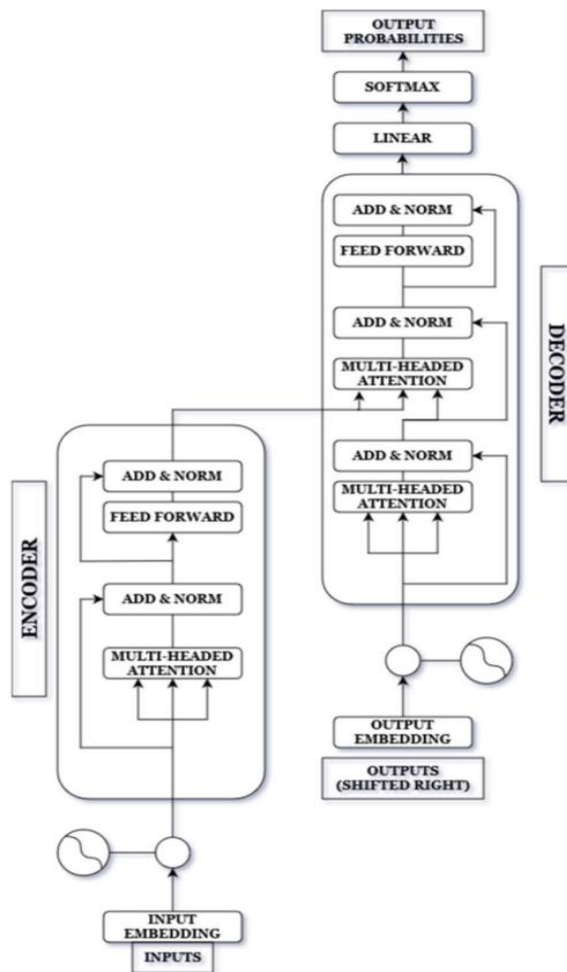 OUTPUT
PROBABILITIES
SOFTMAX
LINEAR
ADD & NORM
FEED FORWARD
ADD & NORM
MULTI-HEADED
ATTENTION
ADD & NORM
MULTI-HEADED
ATTENTION
DECODER
OUTPUT
EMBEDDING
OUTPUTS
(SHIFTED RIGHT)
ENCODER
ADD & NORM
FEED FORWARD
ADD & NORM
MULTI-HEADED
ATTENTION
INPUT
EMBEDDING
INPUTS